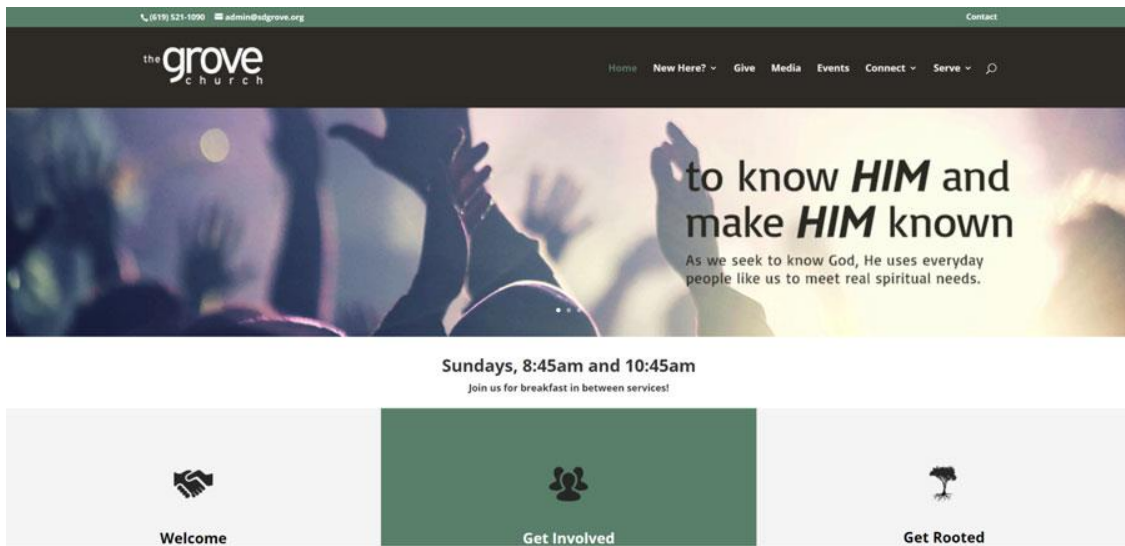 (619) 521-1090 admin@sdgrove.org Contact
the grove church
Home New Here? Give Media Events Connect Serve
to know HIM and
make HIM known
As we seek to know God, He uses everyday
people like us to meet real spiritual needs.
Sundays, 8:45am and 10:45am
Join us for breakfast in between services!
Welcome
Get Involved
Get Rooted